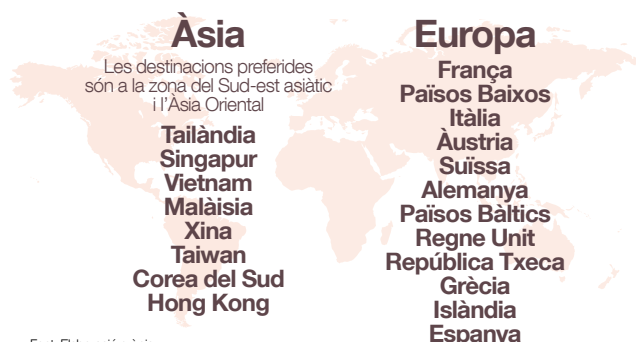 Àsia
Les destinacions preferides
són a la zona del Sud-est asiàtic
i l'Àsia Oriental
Tailàndia
Singapur
Vietnam
Malàisia
Xina
Taiwan
Corea del Sud
Hong Kong
Europa
França
Països Baixos
Itàlia
Àustria
Suïssa
Alemanya
Països Bàltics
Regne Unit
República Txeca
Grècia
Islàndia
Espanya